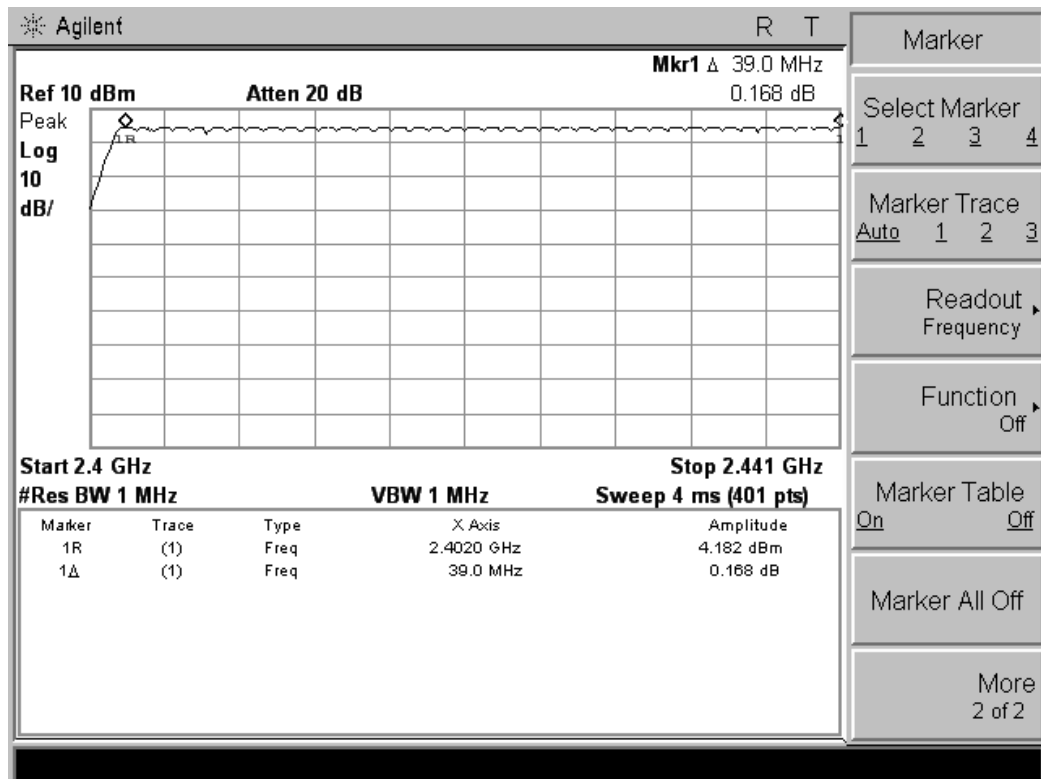 Agilent R T
Mkr1 Δ 39.0 MHz
Ref 10 dBm Atten 20 dB 0.168 dB
Peak
Log
10
dB/
1R
1
Start 2.4 GHz Stop 2.441 GHz
#Res BW 1 MHz VBW 1 MHz Sweep 4 ms (401 pts)
Marker Trace Type X Axis Amplitude
1R (1) Freq 2.4020 GHz 4.182 dBm
1Δ (1) Freq 39.0 MHz 0.168 dB
Marker
Select Marker
1 2 3 4
Marker Trace
Auto 1 2 3
Readout
Frequency
Function
Off
Marker Table
On Off
Marker All Off
More
2 of 2